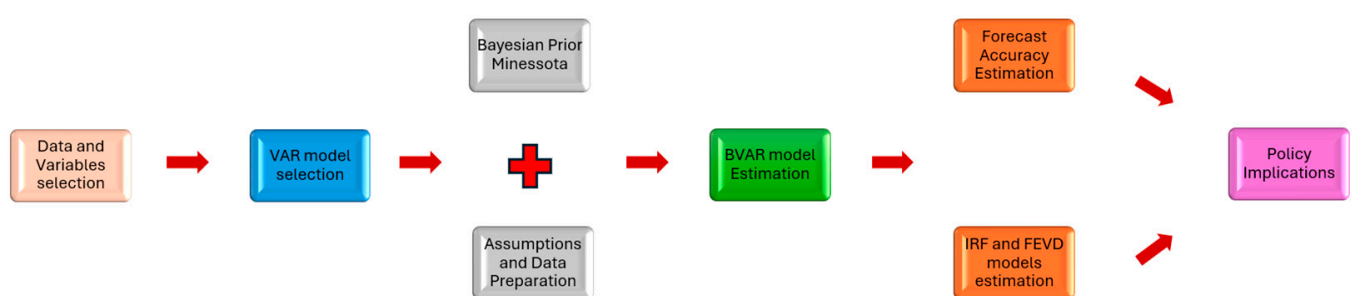 Data and
Variables
selection
VAR model
selection
Bayesian Prior
Minessota
Assumptions
and Data
Preparation
BVAR model
Estimation
Forecast
Accuracy
Estimation
IRF and FEVD
models
estimation
Policy
Implications